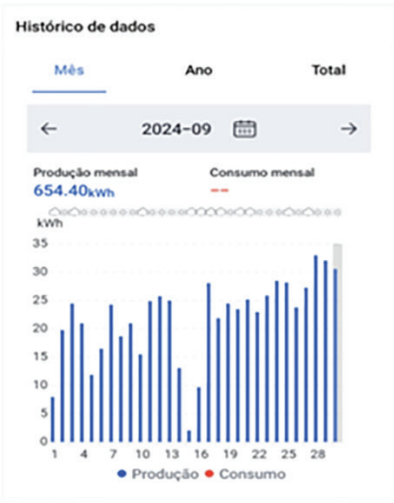 Histórico de dados
Mês Ano Total
← 2024-09 →
Produção mensal Consumo mensal
654.40kWh --
kWh
35
30
25
20
15
10
5
0
1 4 7 10 13 16 19 22 25 28
Produção Consumo